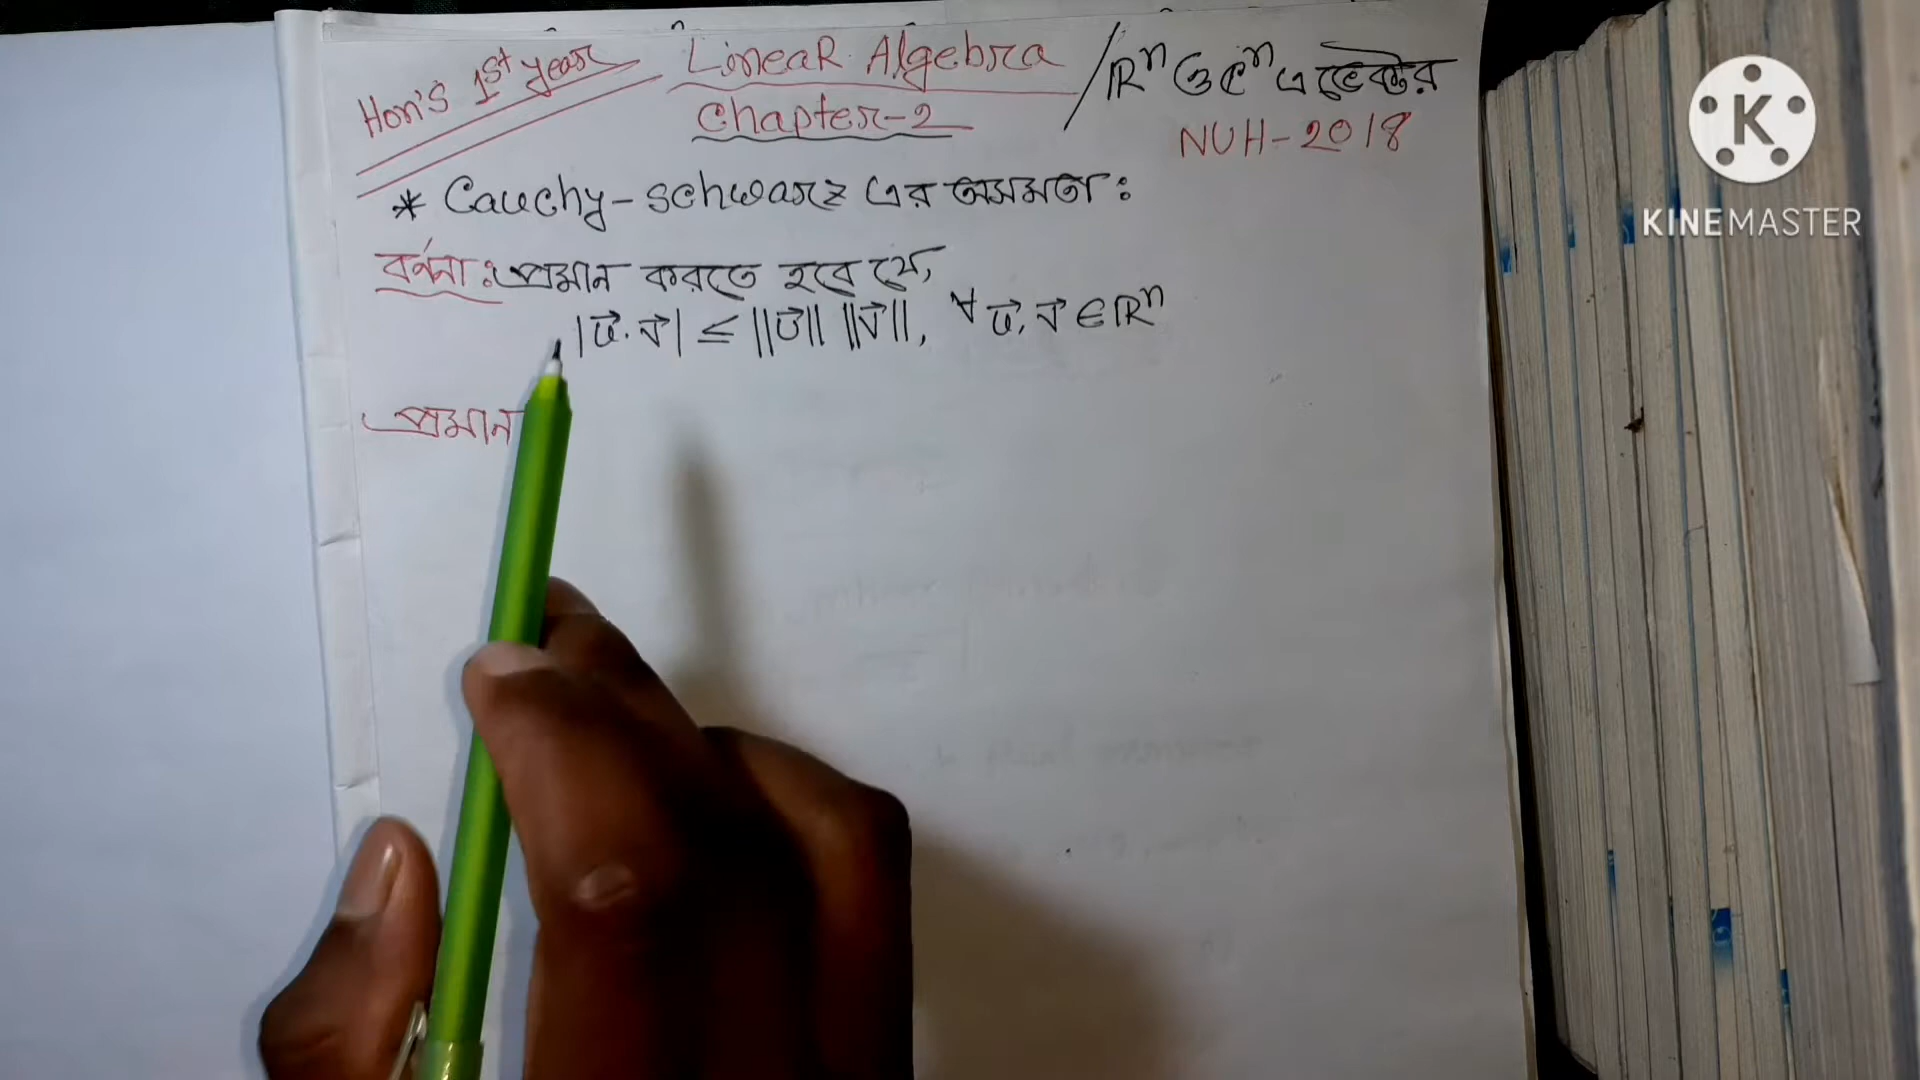 Hon's 1st year
Linear Algebra / Rⁿ ও ℂⁿ এ ভেক্টর
Chapter-2
NUH-2018
* Cauchy-Schwarz এর অসমতা:
বর্ননা: প্রমান করতে হবে যে,
|u⃗·v⃗| ≤ ||u⃗|| ||v⃗||, ∀ u⃗, v⃗ ∈ ℝⁿ
প্রমান
K
KINEMASTER